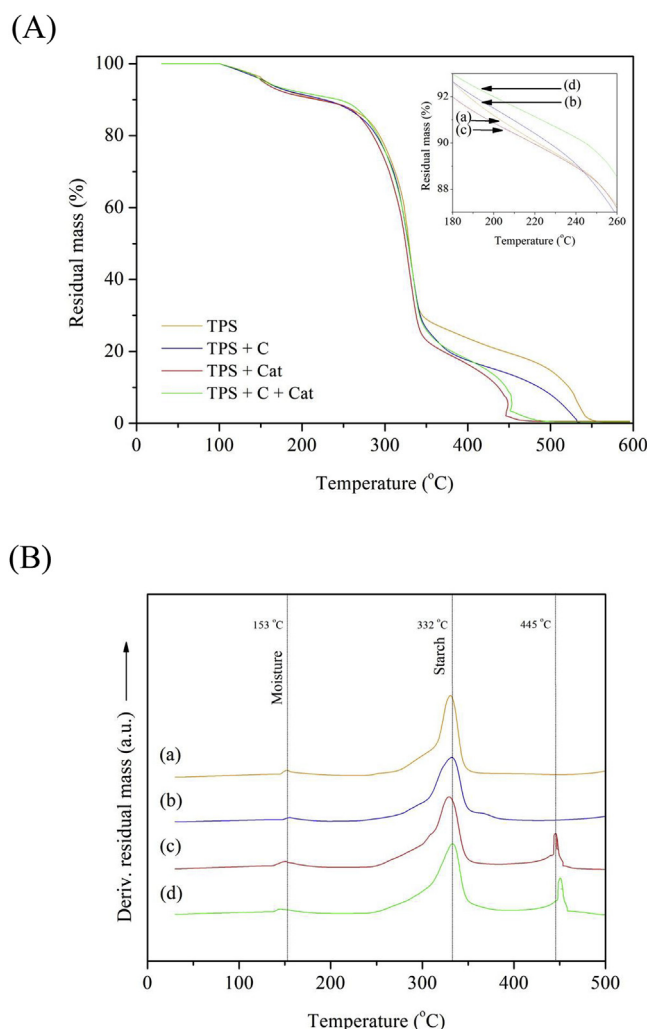 (A)
100
80
60
40
20
0
Residual mass (%)
0 100 200 300 400 500 600
Temperature (°C)
TPS
TPS + C
TPS + Cat
TPS + C + Cat
92
90
88
Residual mass (%)
180 200 220 240 260
Temperature (°C)
(d)
(b)
(a)
(c)
(B)
153 °C 332 °C 445 °C
Moisture
Starch
(a)
(b)
(c)
(d)
Deriv. residual mass (a.u.)
0 100 200 300 400 500
Temperature (°C)